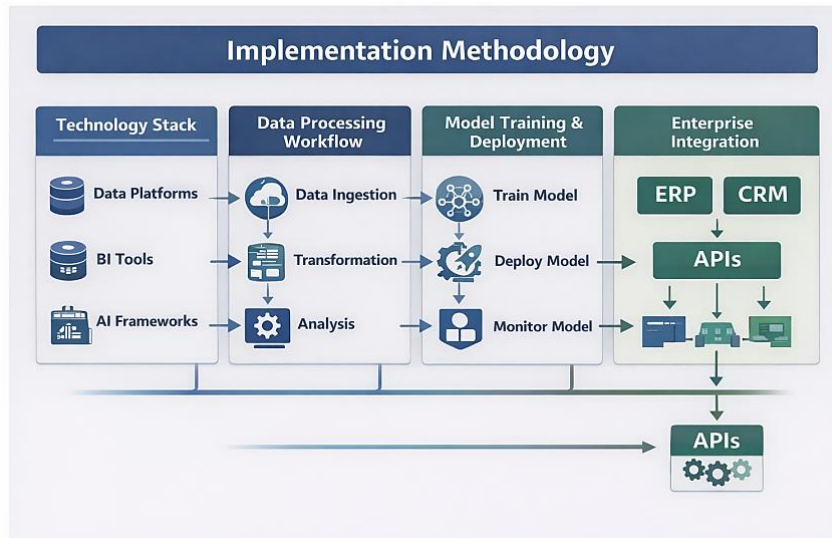 Implementation Methodology
Technology Stack
Data Platforms
BI Tools
AI Frameworks
Data Processing
Workflow
Data Ingestion
Transformation
Analysis
Model Training &
Deployment
Train Model
Deploy Model
Monitor Model
Enterprise
Integration
ERP
CRM
APIs
APIs